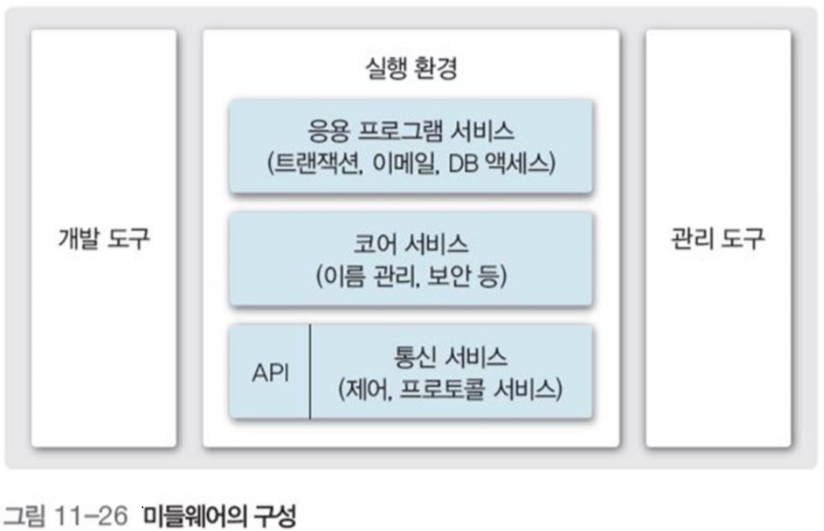 실행 환경
응용 프로그램 서비스
(트랜잭션, 이메일, DB 액세스)
개발 도구
코어 서비스
(이름 관리, 보안 등)
관리 도구
API
통신 서비스
(제어, 프로토콜 서비스)
그림 11-26 미들웨어의 구성